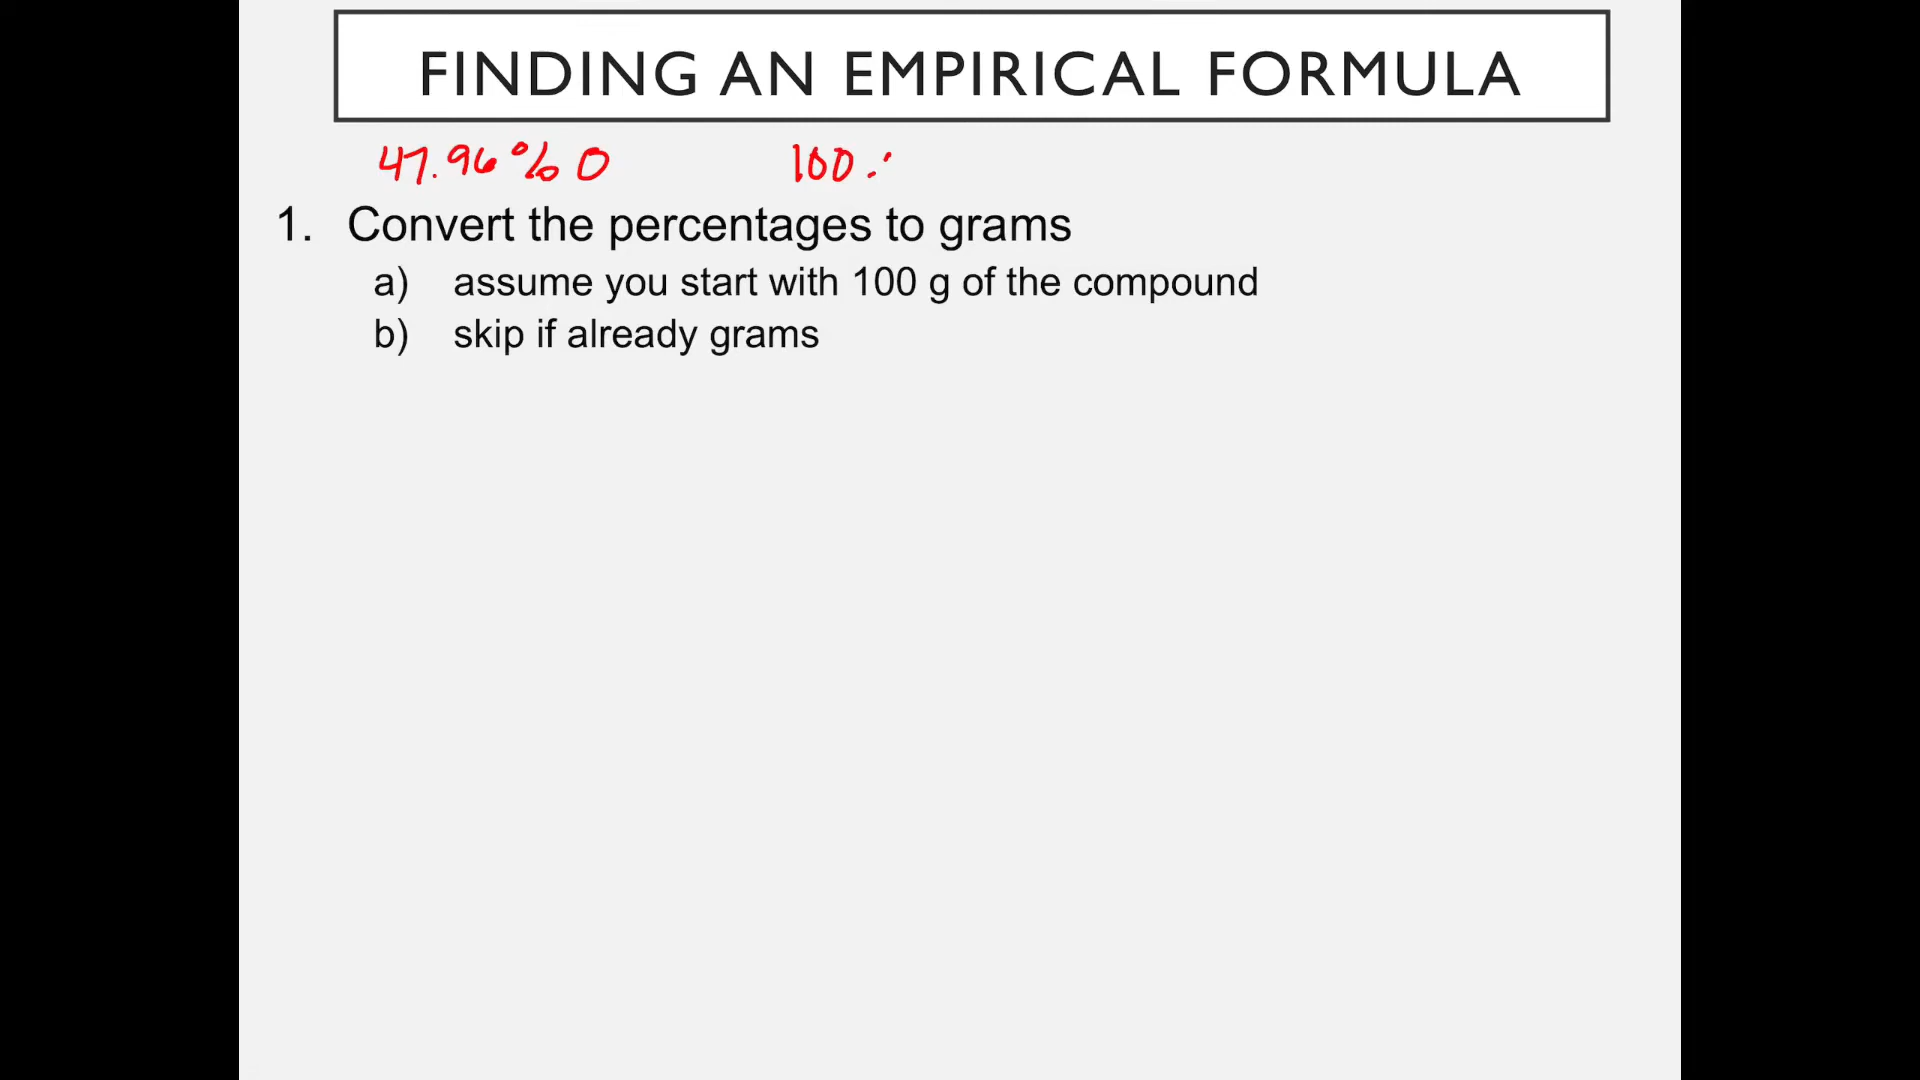 FINDING AN EMPIRICAL FORMULA
47.96% O 100.
1. Convert the percentages to grams
a) assume you start with 100 g of the compound
b) skip if already grams